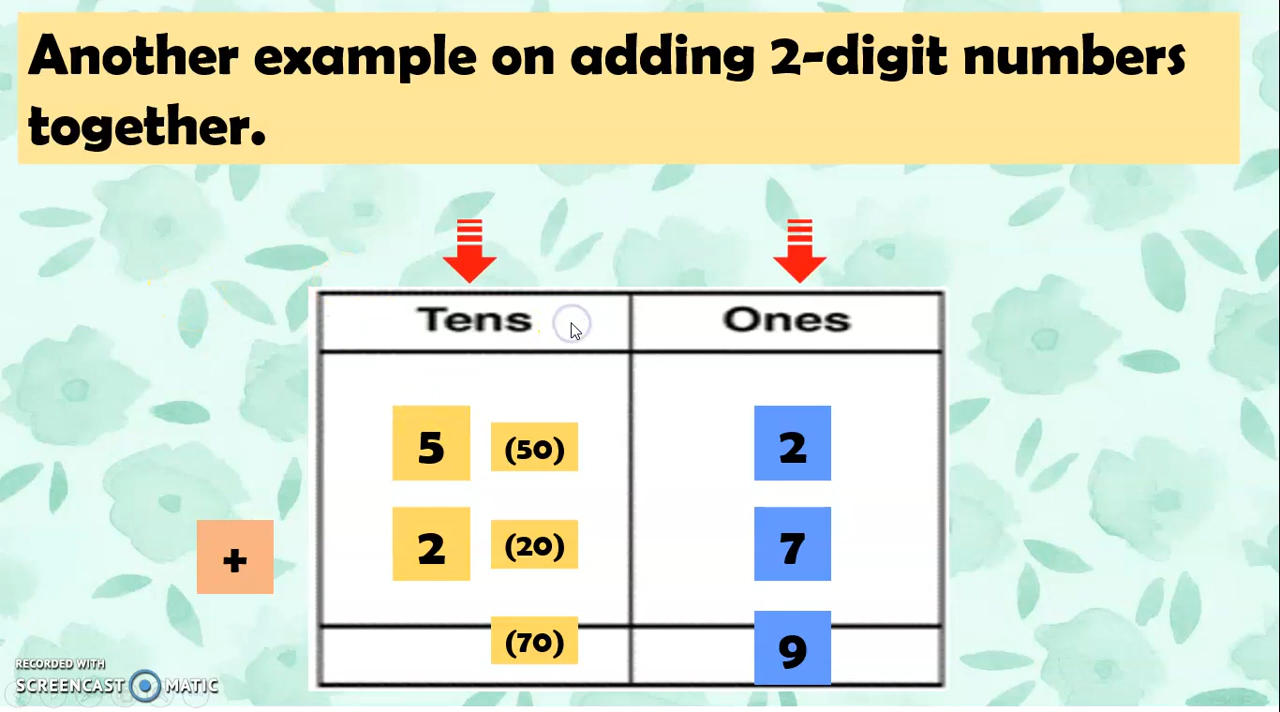 Another example on adding 2-digit numbers
together.
Tens Ones
5 (50) 2
+ 2 (20) 7
(70) 9
RECORDED WITH
SCREENCAST MATIC